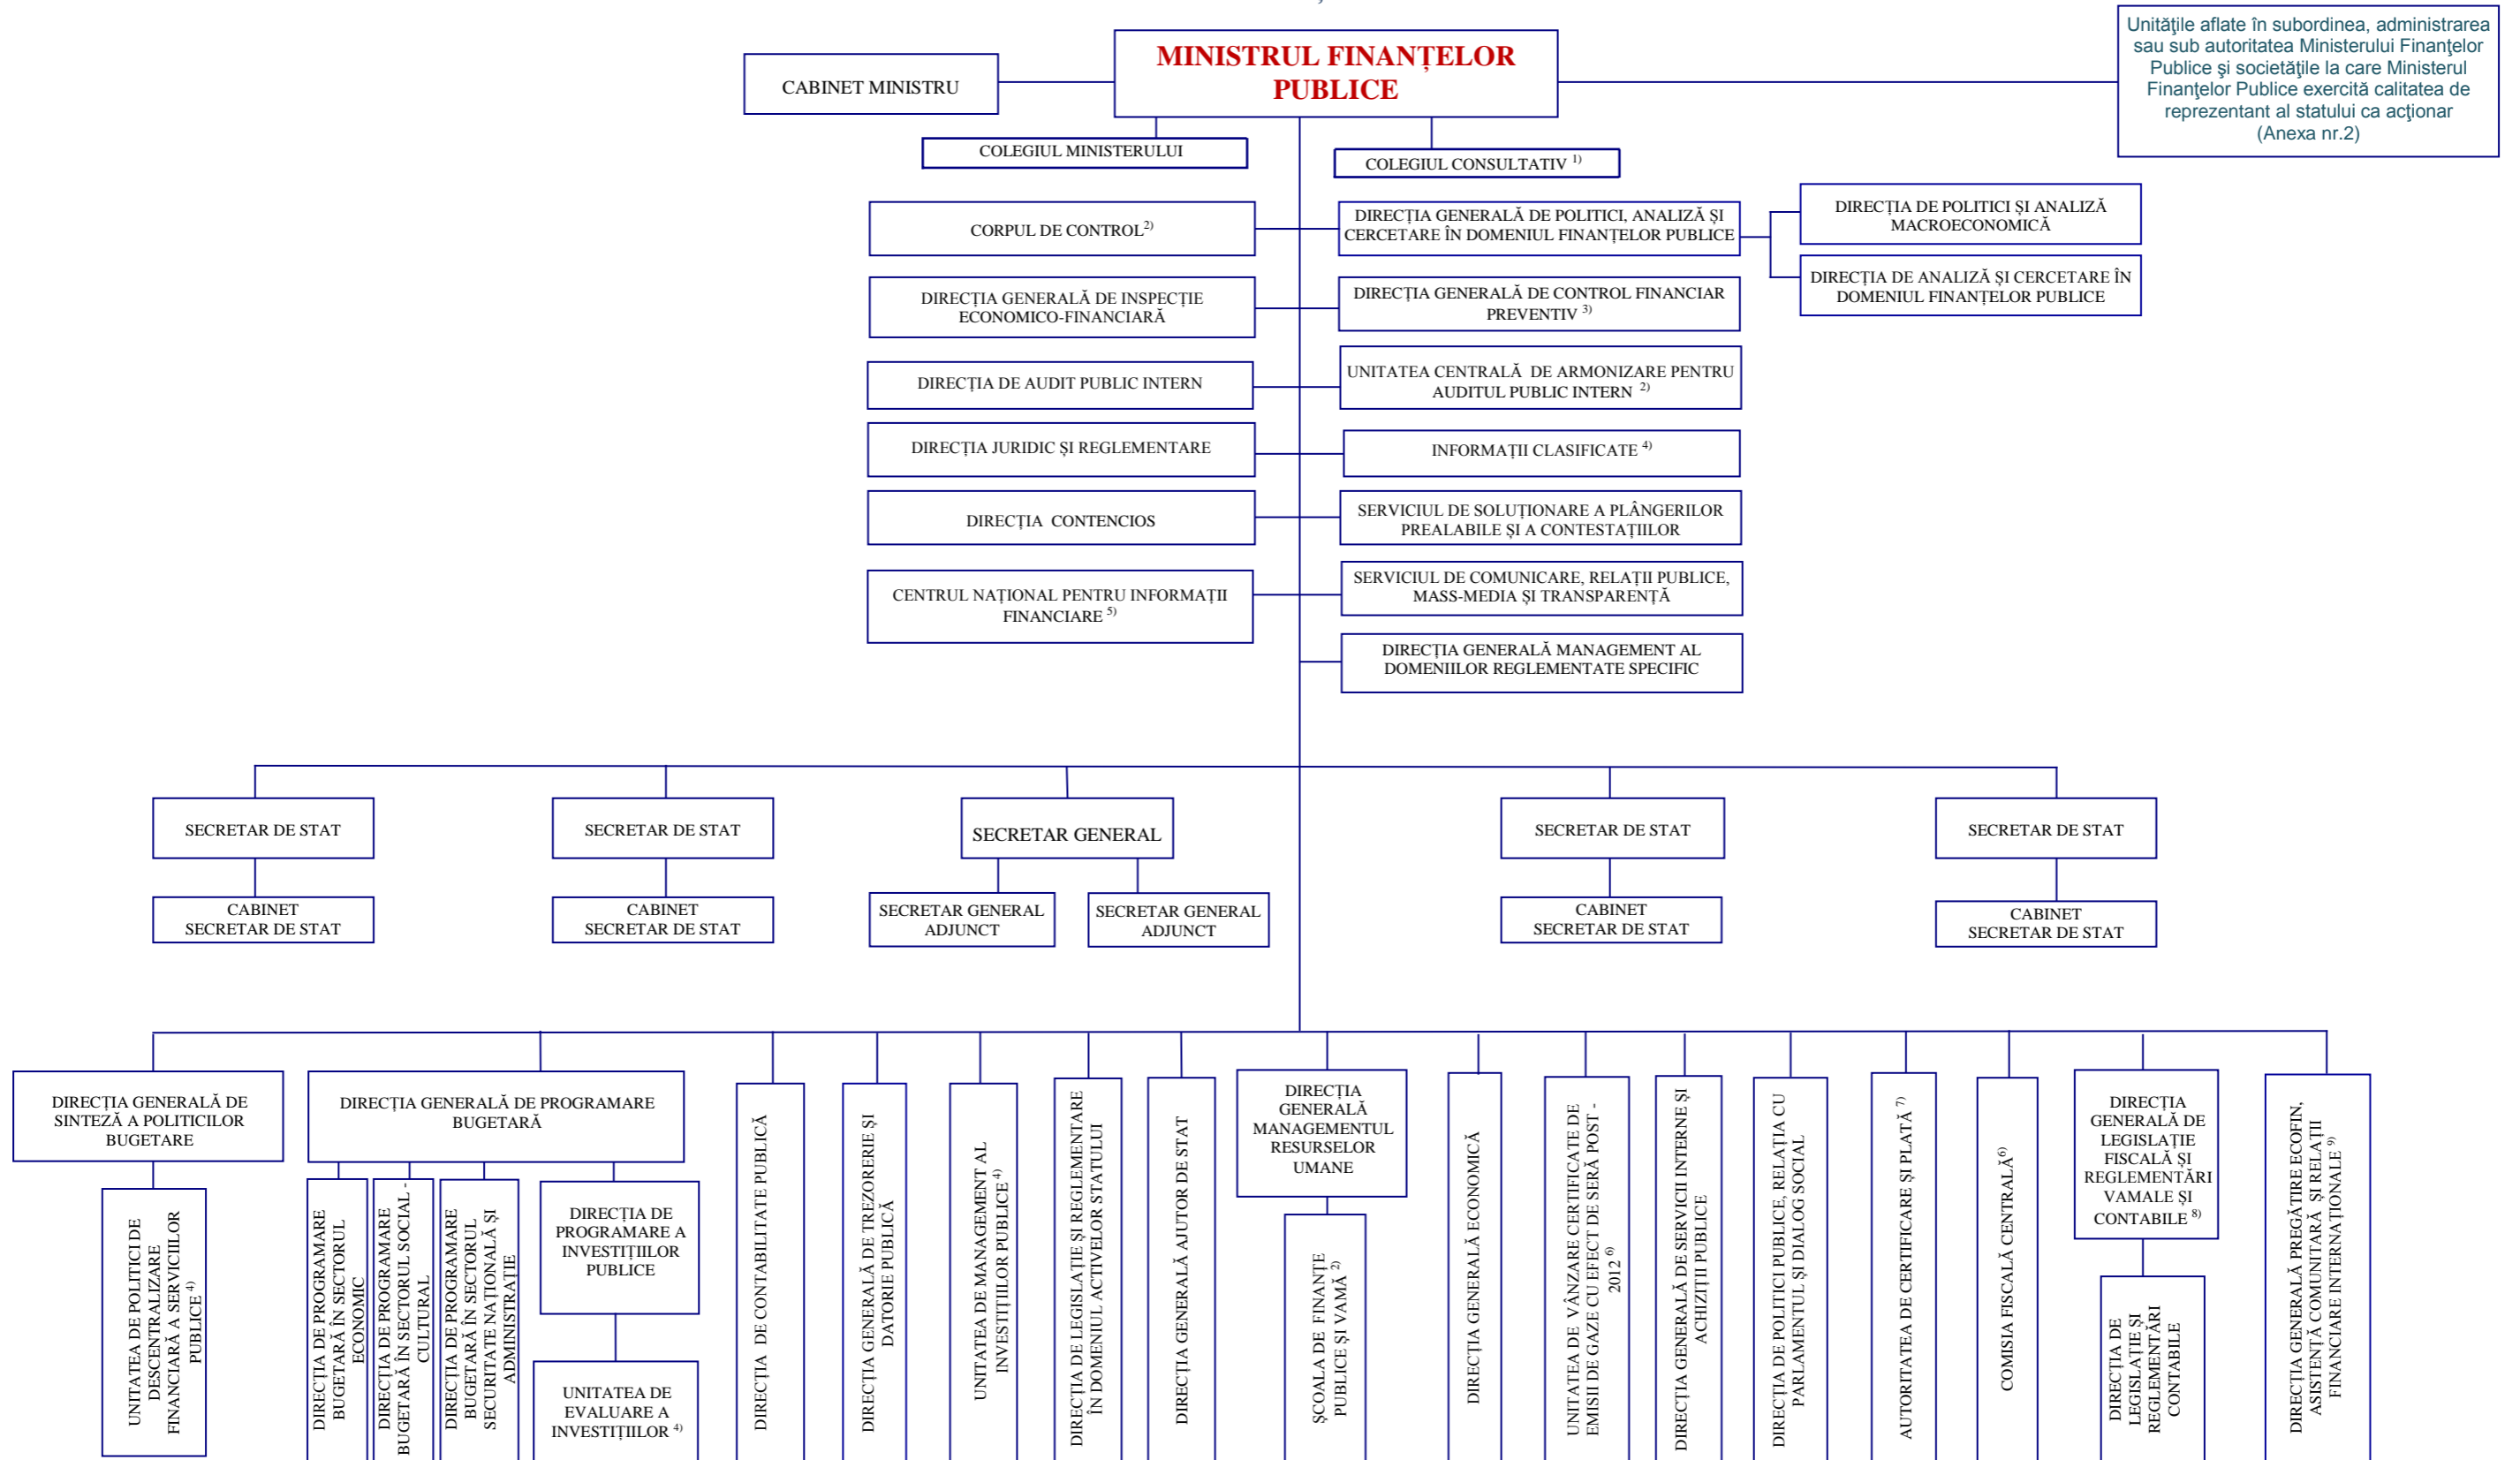 MINISTRUL FINANȚELOR
PUBLICE
CABINET MINISTRU
Unităţile aflate în subordinea, administrarea
sau sub autoritatea Ministerului Finanţelor
Publice şi societăţile la care Ministerul
Finanţelor Publice exercită calitatea de
reprezentant al statului ca acţionar
(Anexa nr.2)
COLEGIUL MINISTERULUI
COLEGIUL CONSULTATIV 1)
CORPUL DE CONTROL2)
DIRECȚIA GENERALĂ DE POLITICI, ANALIZĂ ȘI
CERCETARE ÎN DOMENIUL FINANȚELOR PUBLICE
DIRECȚIA DE POLITICI ȘI ANALIZĂ
MACROECONOMICĂ
DIRECȚIA DE ANALIZĂ ȘI CERCETARE ÎN
DOMENIUL FINANȚELOR PUBLICE
DIRECȚIA GENERALĂ DE INSPECȚIE
ECONOMICO-FINANCIARĂ
DIRECȚIA GENERALĂ DE CONTROL FINANCIAR
PREVENTIV 3)
DIRECȚIA DE AUDIT PUBLIC INTERN
UNITATEA CENTRALĂ DE ARMONIZARE PENTRU
AUDITUL PUBLIC INTERN 2)
DIRECȚIA JURIDIC ȘI REGLEMENTARE
INFORMAȚII CLASIFICATE 4)
DIRECȚIA CONTENCIOS
SERVICIUL DE SOLUȚIONARE A PLÂNGERILOR
PREALABILE ȘI A CONTESTAȚIILOR
CENTRUL NAȚIONAL PENTRU INFORMAȚII
FINANCIARE 5)
SERVICIUL DE COMUNICARE, RELAȚII PUBLICE,
MASS-MEDIA ȘI TRANSPARENȚĂ
DIRECȚIA GENERALĂ MANAGEMENT AL
DOMENIILOR REGLEMENTATE SPECIFIC
SECRETAR DE STAT
SECRETAR DE STAT
SECRETAR GENERAL
SECRETAR DE STAT
SECRETAR DE STAT
CABINET
SECRETAR DE STAT
CABINET
SECRETAR DE STAT
SECRETAR GENERAL
ADJUNCT
SECRETAR GENERAL
ADJUNCT
CABINET
SECRETAR DE STAT
CABINET
SECRETAR DE STAT
DIRECȚIA GENERALĂ DE
SINTEZĂ A POLITICILOR
BUGETARE
UNITATEA DE POLITICI DE
DESCENTRALIZARE
FINANCIARĂ A SERVICIILOR
PUBLICE 4)
DIRECȚIA GENERALĂ DE PROGRAMARE
BUGETARĂ
DIRECȚIA DE PROGRAMARE
BUGETARĂ ÎN SECTORUL
ECONOMIC
DIRECȚIA DE PROGRAMARE
BUGETARĂ ÎN SECTORUL SOCIAL -
CULTURAL
DIRECȚIA DE PROGRAMARE
BUGETARĂ ÎN SECTORUL
SECURITATE NAȚIONALĂ ȘI
ADMINISTRAȚIE
DIRECȚIA DE
PROGRAMARE A
INVESTIȚIILOR
PUBLICE
UNITATEA DE
EVALUARE A
INVESTIȚIILOR 4)
DIRECȚIA DE CONTABILITATE PUBLICĂ
DIRECȚIA GENERALĂ DE TREZORERIE ȘI
DATORIE PUBLICĂ
UNITATEA DE MANAGEMENT AL
INVESTIȚIILOR PUBLICE 4)
DIRECȚIA DE LEGISLAȚIE ȘI REGLEMENTARE
ÎN DOMENIUL ACTIVELOR STATULUI
DIRECȚIA GENERALĂ AJUTOR DE STAT
DIRECȚIA
GENERALĂ
MANAGEMENTUL
RESURSELOR
UMANE
ȘCOALA DE FINANȚE
PUBLICE ȘI VAMĂ 2)
DIRECȚIA GENERALĂ ECONOMICĂ
UNITATEA DE VÂNZARE CERTIFICATE DE
EMISII DE GAZE CU EFECT DE SERĂ POST -
2012 6)
DIRECȚIA GENERALĂ DE SERVICII INTERNE ȘI
ACHIZIȚII PUBLICE
DIRECȚIA DE POLITICI PUBLICE, RELAȚIA CU
PARLAMENTUL ȘI DIALOG SOCIAL
AUTORITATEA DE CERTIFICARE ȘI PLATĂ 7)
COMISIA FISCALĂ CENTRALĂ6)
DIRECȚIA
GENERALĂ DE
LEGISLAȚIE
FISCALĂ ȘI
REGLEMENTĂRI
VAMALE ȘI
CONTABILE 8)
DIRECȚIA DE
LEGISLAȚIE ȘI
REGLEMENTĂRI
CONTABILE
DIRECȚIA GENERALĂ PREGĂTIRE ECOFIN,
ASISTENȚĂ COMUNITARĂ ȘI RELAȚII
FINANCIARE INTERNAȚIONALE 9)